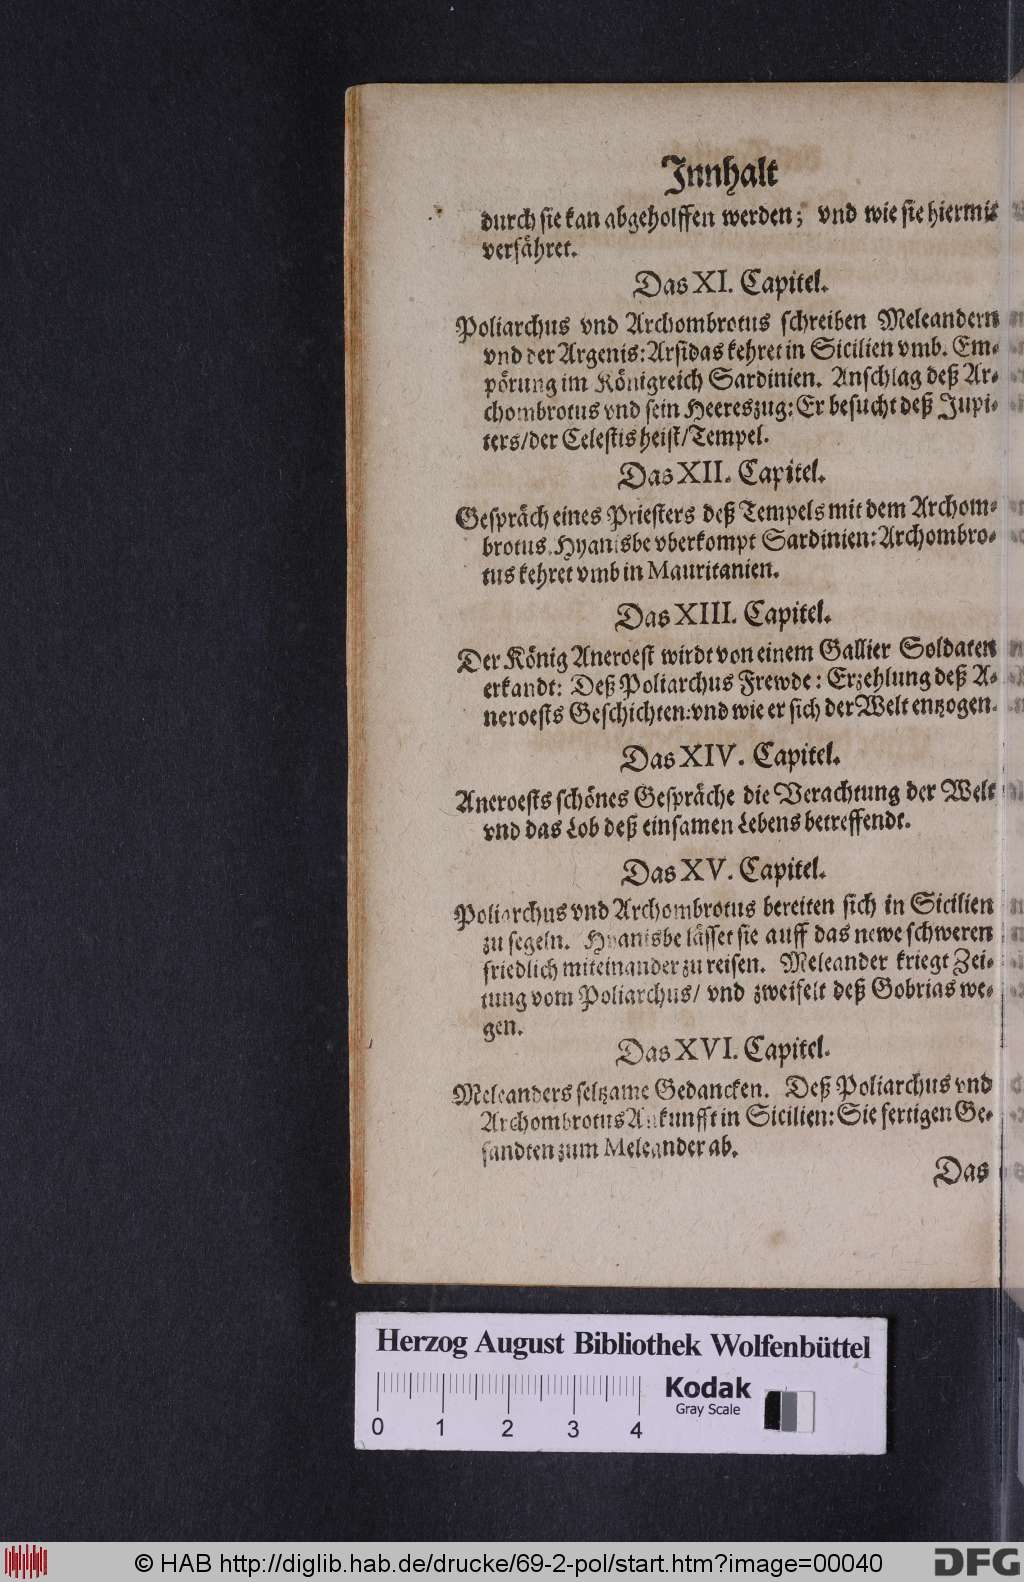 Innhalt
durch sie kan abgeholffen werden; vnd wie sie hiermit
verfähret.
Das XI. Capitel.
Poliarchus vnd Archombrotus schreiben Meleandern
vnd der Argenis: Arsidas kehret in Sicilien vmb. Em-
pörung im Königreich Sardinien. Anschlag deß Ar-
chombrotus vnd sein Heereszug: Er besucht deß Jupi-
ters/der Celestis heist/Tempel.
Das XII. Capitel.
Gespräch eines Priesters deß Tempels mit dem Archom-
brotus. Hyanisbe vberkompt Sardinien: Archombro-
tus kehret vmb in Mauritanien.
Das XIII. Capitel.
Der König Aneroest wirdt von einem Gallier Soldaten
erkandt: Deß Poliarchus Frewde: Erzehlung deß A-
neroests Geschichten: vnd wie er sich der Welt entzogen.
Das XIV. Capitel.
Aneroests schönes Gespräche die Verachtung der Welt
vnd das Lob deß einsamen Lebens betreffendt.
Das XV. Capitel.
Poliarchus vnd Archombrotus bereiten sich in Sicilien
zu segeln. Hyanisbe lässet sie auff das newe schweren
friedlich miteinander zu reisen. Meleander kriegt Zei-
tung vom Poliarchus/ vnd zweifelt deß Gobrias we-
gen.
Das XVI. Capitel.
Meleanders seltzame Gedancken. Deß Poliarchus vnd
Archombrotus Ankunfft in Sicilien: Sie fertigen Ge-
sandten zum Meleander ab.
Das
Herzog August Bibliothek Wolfenbüttel
0 1 2 3 4
Kodak
Gray Scale
© HAB http://diglib.hab.de/drucke/69-2-pol/start.htm?image=00040
DFG